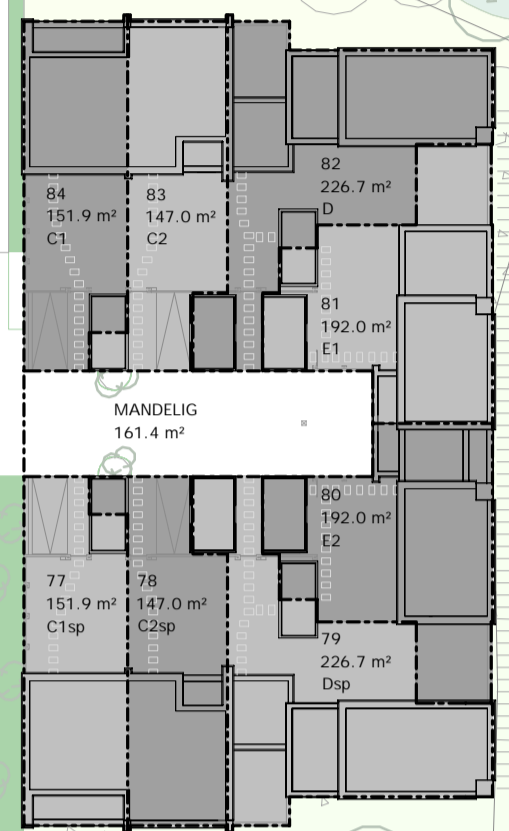 82
226.7 m²
D
84
151.9 m²
C1
83
147.0 m²
C2
81
192.0 m²
E1
MANDELIG
161.4 m²
80
192.0 m²
E2
77
151.9 m²
C1sp
78
147.0 m²
C2sp
79
226.7 m²
Dsp